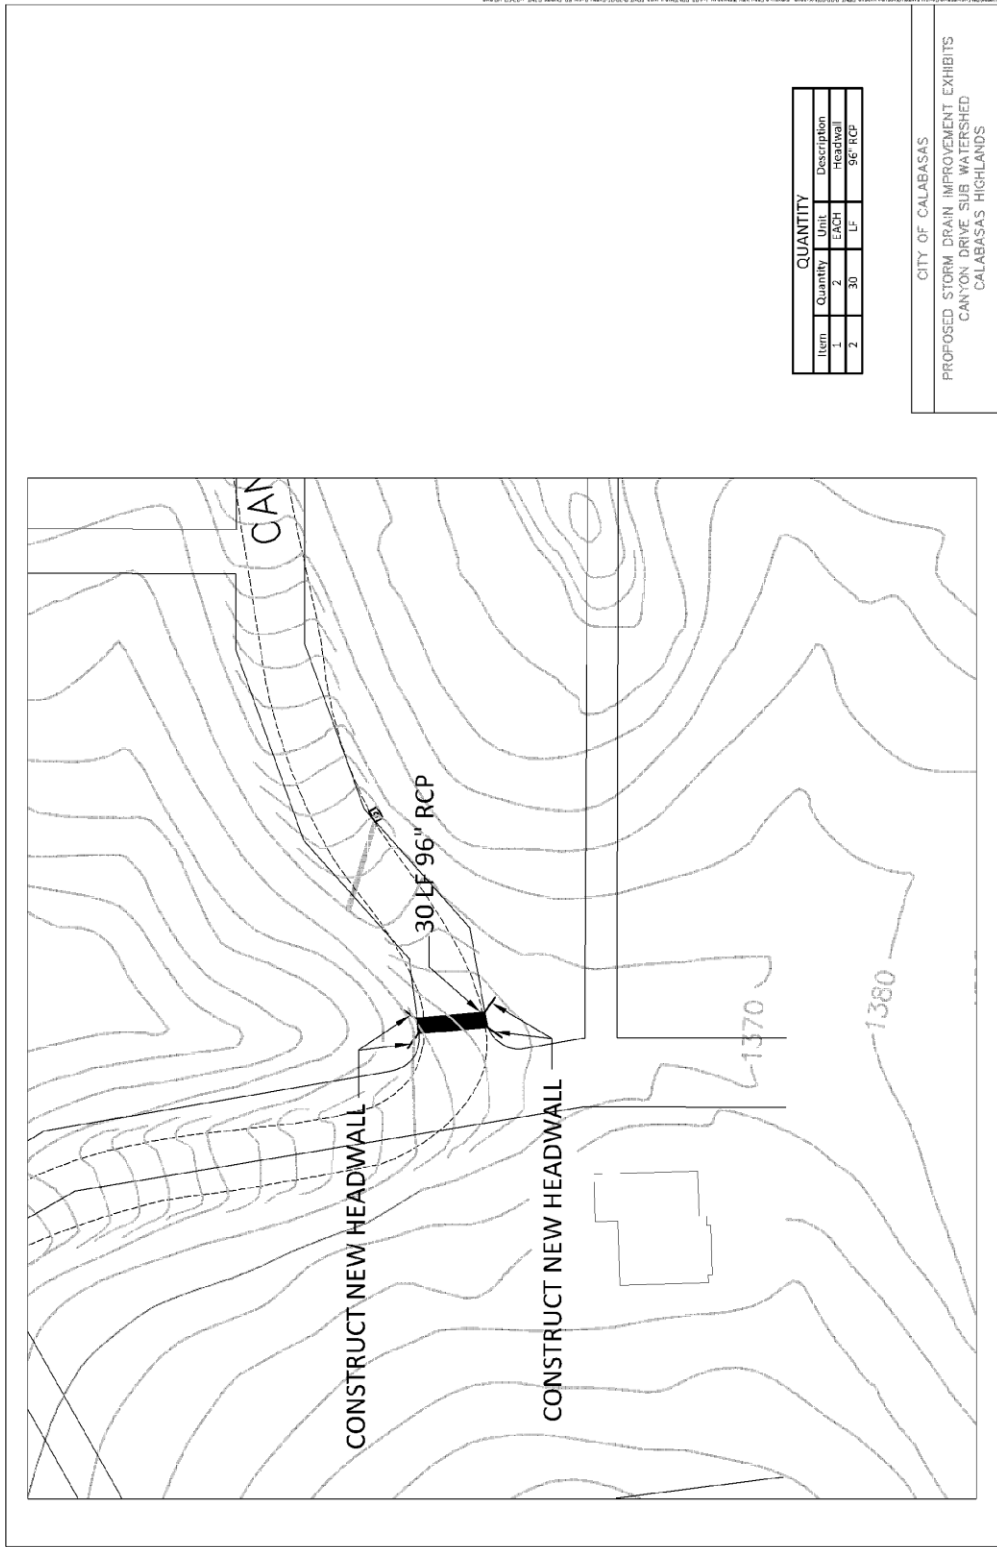 CAN
30 LF 96" RCP
CONSTRUCT NEW HEADWALL
CONSTRUCT NEW HEADWALL
1370
1380
QUANTITY
Item Quantity Unit Description
1 2 EACH Headwall
2 30 LF 96" RCP
CITY OF CALABASAS
PROPOSED STORM DRAIN IMPROVEMENT EXHIBITS
CANYON DRIVE SUB WATERSHED
CALABASAS HIGHLANDS